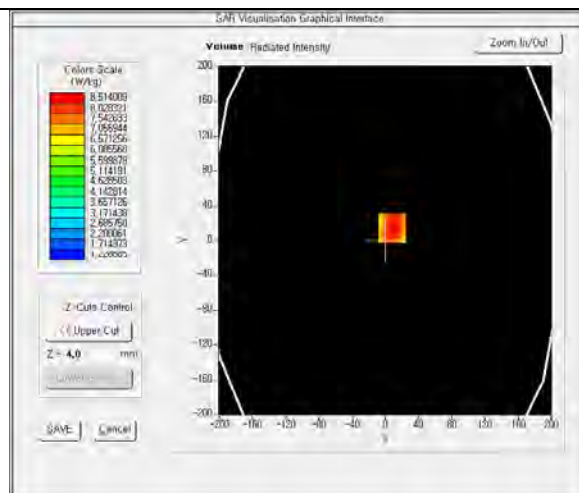 SAR Visualisation Graphical Interface
Volume Radiated Intensity
Zoom In/Out
Colors Scale
(W/kg)
8.514009
8.028321
7.542633
7.056944
6.571256
6.085568
5.599879
5.114191
4.628503
4.142814
3.657126
3.171438
2.685750
2.200061
1.714373
200
160
120
80
40
0
-40
-80
-120
-160
-200
Y
-200 -160 -120 -80 -40 0 40 80 120 160 200
X
Z-Cuts Control
<< Upper Cut
Z = 4.0 mm
SAVE
Cancel